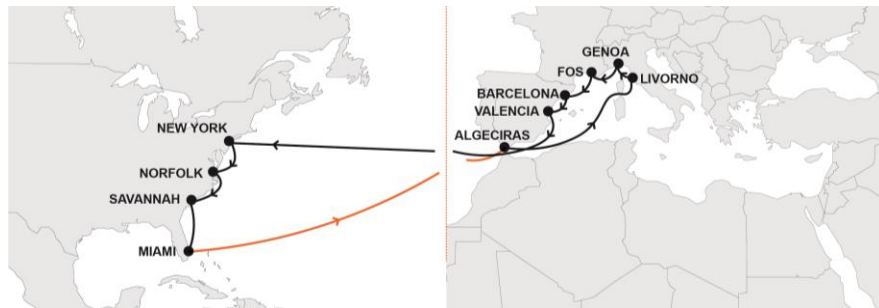 GENOA
FOS
LIVORNO
BARCELONA
VALENCIA
ALGECIRAS
NEW YORK
NORFOLK
SAVANNAH
MIAMI